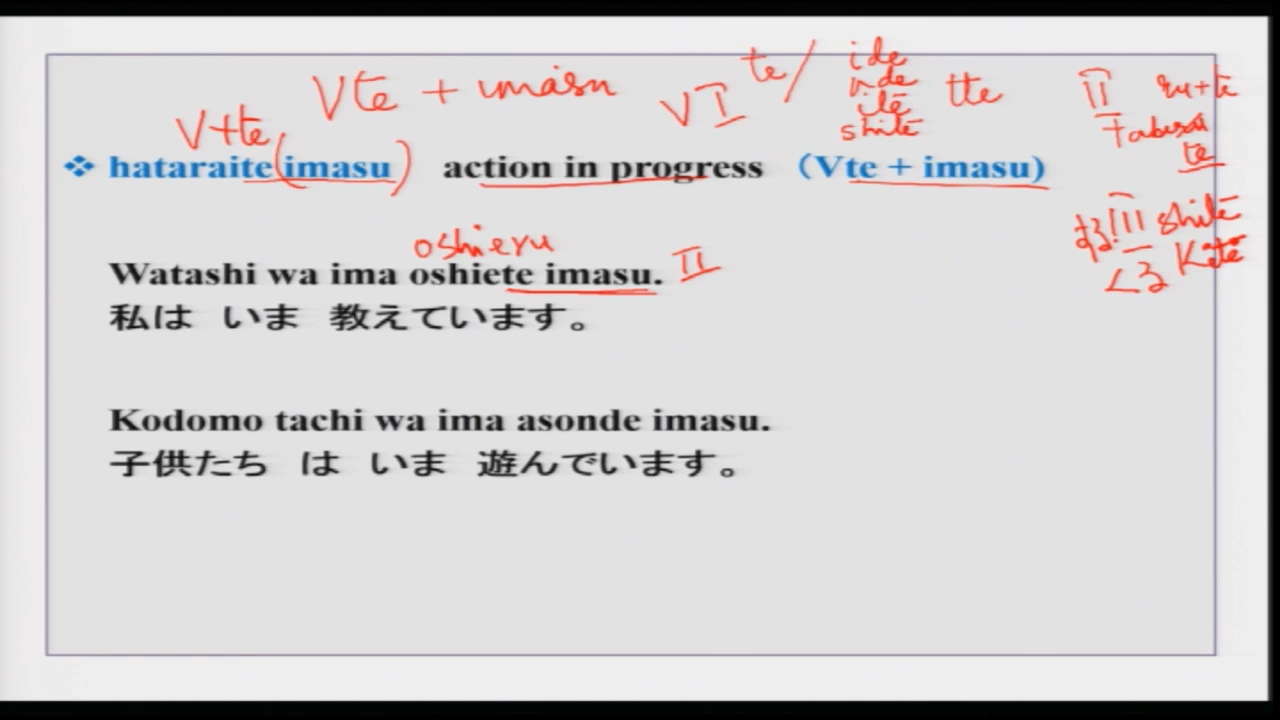 Vte + imasu VI te/ ide
nde
ite tte
shite
II ru+te
V+te
te
❖ hataraite(imasu) action in progress （Vte + imasu)
する III shite
くる Kite
oshieru
Watashi wa ima oshiete imasu. II
私は いま 教えています。
Kodomo tachi wa ima asonde imasu.
子供たち は いま 遊んでいます。